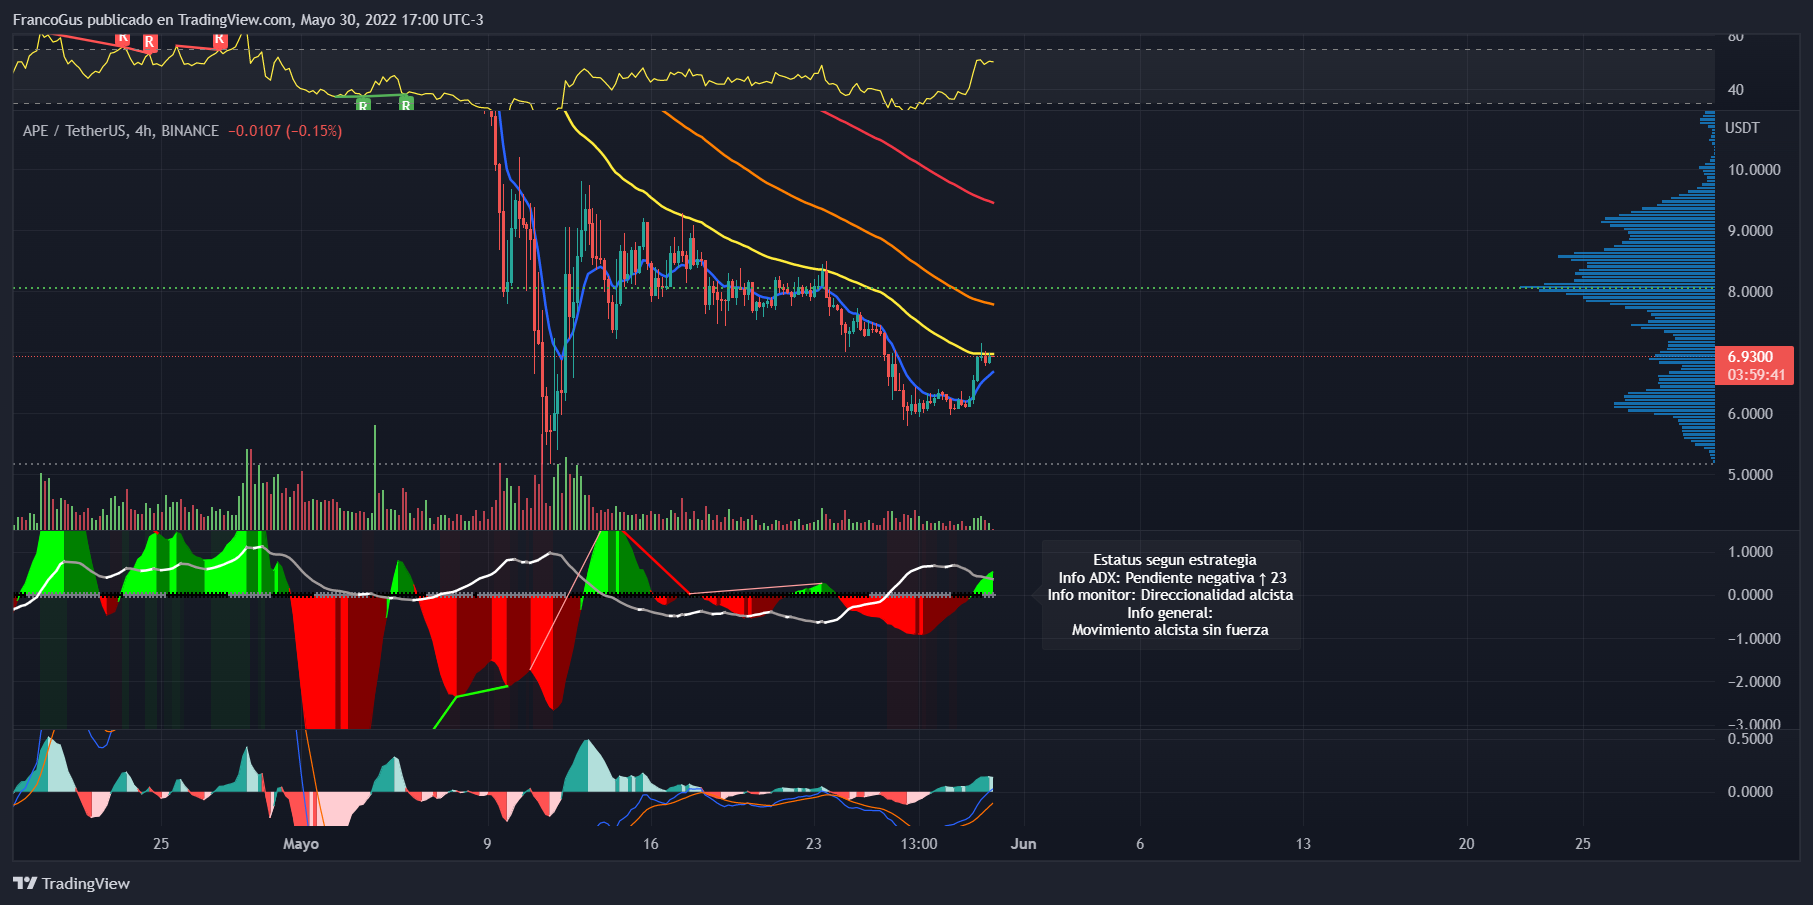 FrancoGus publicado en TradingView.com, Mayo 30, 2022 17:00 UTC-3
R R R
R R
80
40
APE / TetherUS, 4h, BINANCE −0.0107 (−0.15%)
USDT
10.0000
9.0000
8.0000
6.9300
03:59:41
6.0000
5.0000
1.0000
0.0000
−1.0000
−2.0000
−3.0000
Estatus segun estrategia
Info ADX: Pendiente negativa ↑ 23
Info monitor: Direccionalidad alcista
Info general:
Movimiento alcista sin fuerza
0.5000
0.0000
25 Mayo 9 16 23 13:00 Jun 6 13 20 25
TradingView